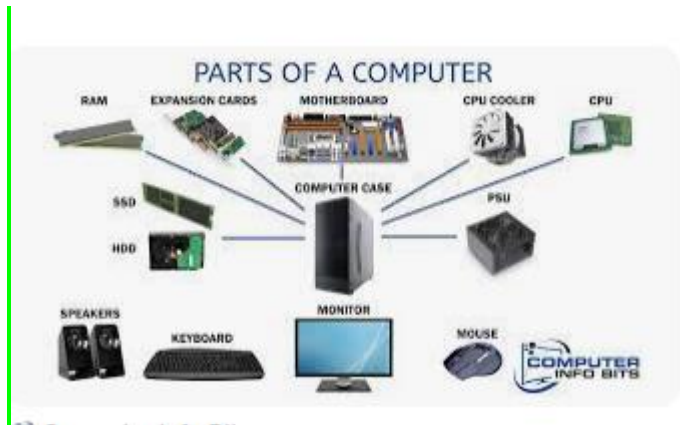 PARTS OF A COMPUTER
RAM EXPANSION CARDS MOTHERBOARD CPU COOLER CPU
COMPUTER CASE
SSD PSU
HDD
SPEAKERS MONITOR
KEYBOARD MOUSE
COMPUTER
INFO BITS